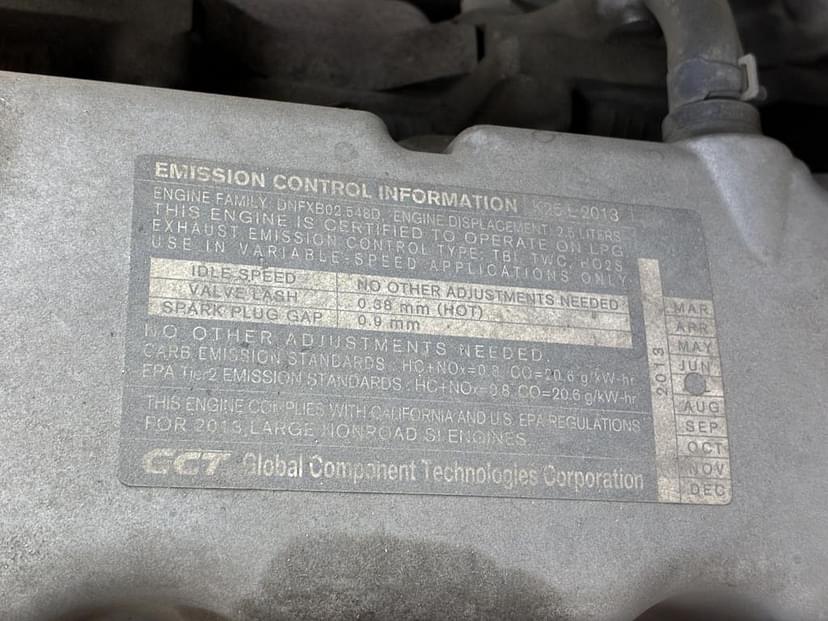 EMISSION CONTROL INFORMATION K25-L-2013
ENGINE FAMILY: DNFXB02.548D, ENGINE DISPLACEMENT: 2.5 LITERS
THIS ENGINE IS CERTIFIED TO OPERATE ON LPG
EXHAUST EMISSION CONTROL TYPE: TBI, TWC, HO2S
USE IN VARIABLE-SPEED APPLICATIONS ONLY
IDLE SPEED NO OTHER ADJUSTMENTS NEEDED
VALVE LASH 0.38 mm (HOT)
SPARK PLUG GAP 0.9 mm
NO OTHER ADJUSTMENTS NEEDED.
CARB EMISSION STANDARDS: HC+NOx=0.8, CO=20.6 g/kW-hr
EPA Tier2 EMISSION STANDARDS: HC+NOx=0.8, CO=20.6 g/kW-hr
THIS ENGINE COMPLIES WITH CALIFORNIA AND U.S. EPA REGULATIONS
FOR 2013 LARGE NONROAD SI ENGINES.
GCT Global Component Technologies Corporation
2013
MAR
APR
MAY
JUN
AUG
SEP
OCT
NOV
DEC